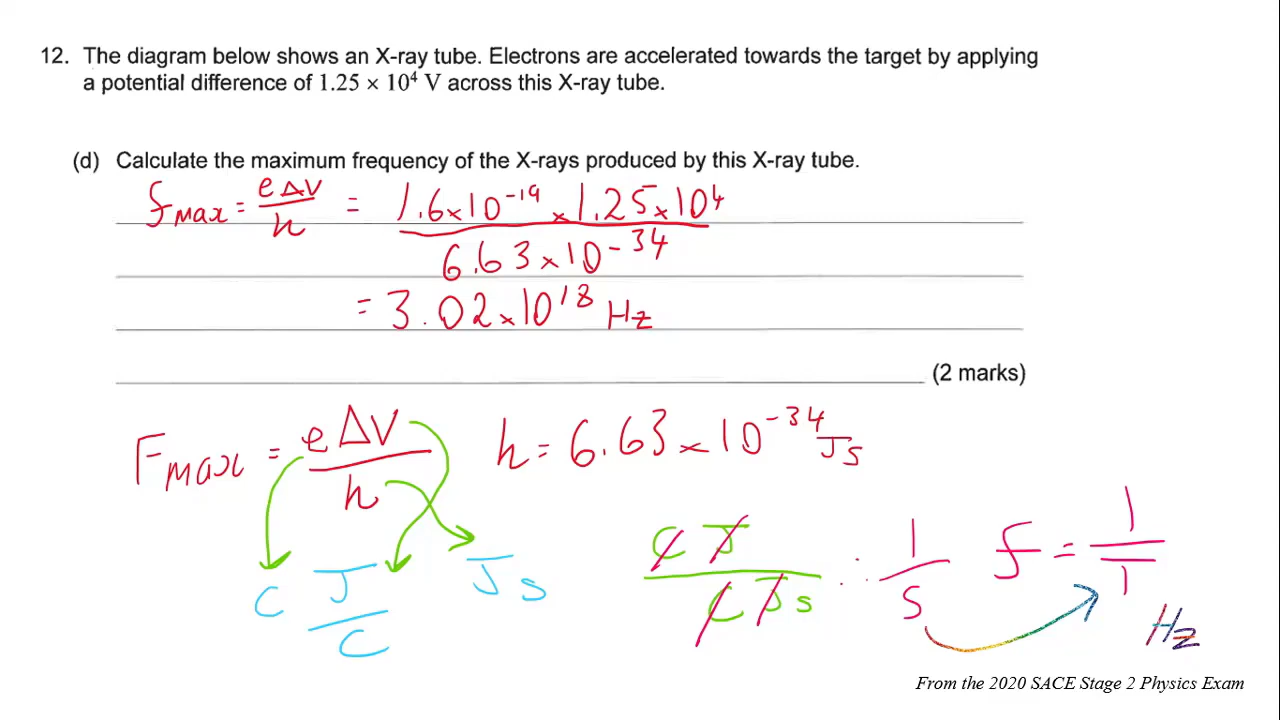 12. The diagram below shows an X-ray tube. Electrons are accelerated towards the target by applying
a potential difference of 1.25 × 10⁴ V across this X-ray tube.
(d) Calculate the maximum frequency of the X-rays produced by this X-ray tube.
fmax = eΔV/h = 1.6×10⁻¹⁹ × 1.25×10⁴ / 6.63×10⁻³⁴
= 3.02×10¹⁸ Hz
(2 marks)
Fmax = eΔV/h h = 6.63×10⁻³⁴ Js
C J/C Js CJ/CJs ∴ 1/s f = 1/T
Hz
From the 2020 SACE Stage 2 Physics Exam